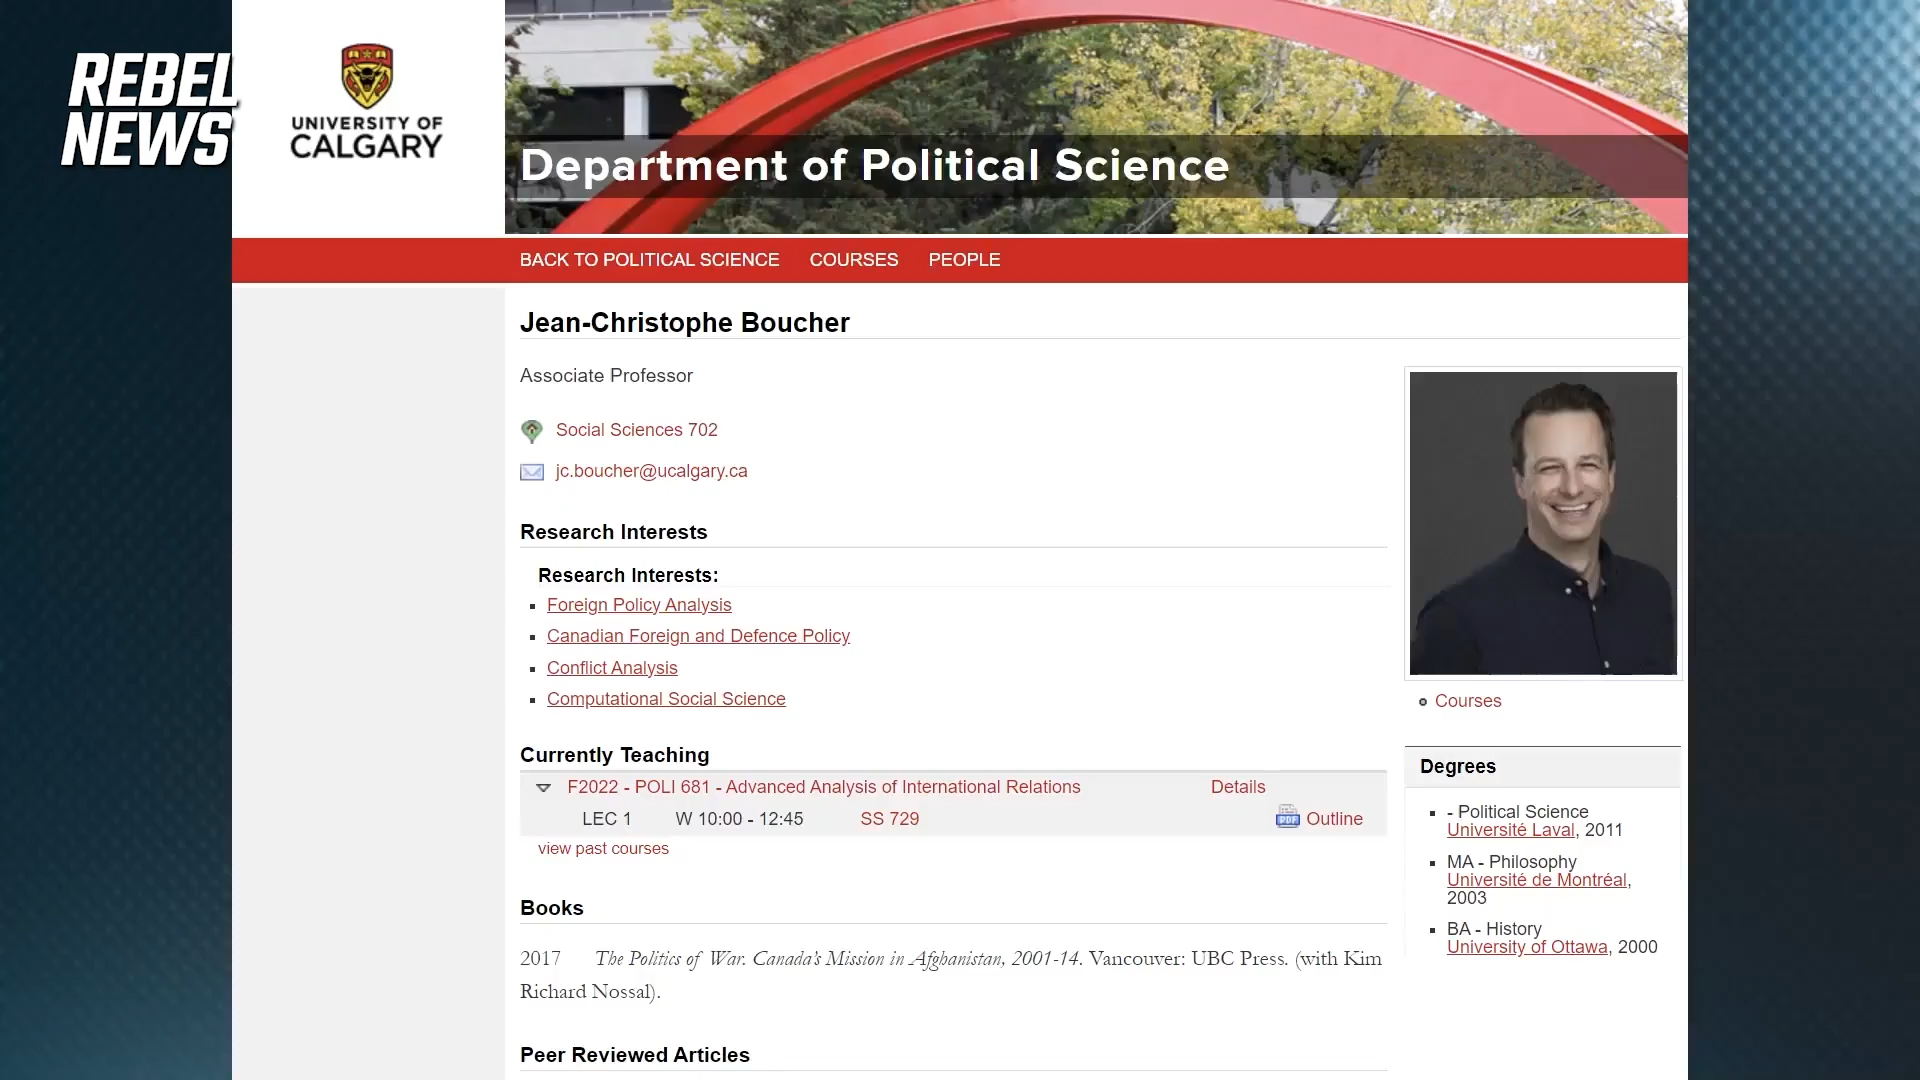 REBEL
NEWS
UNIVERSITY OF
CALGARY
Department of Political Science
BACK TO POLITICAL SCIENCE COURSES PEOPLE
Jean-Christophe Boucher
Associate Professor
Social Sciences 702
jc.boucher@ucalgary.ca
Research Interests
Research Interests:
Foreign Policy Analysis
Canadian Foreign and Defence Policy
Conflict Analysis
Computational Social Science
Currently Teaching
F2022 - POLI 681 - Advanced Analysis of International Relations Details
LEC 1 W 10:00 - 12:45 SS 729 PDF Outline
view past courses
Books
2017 The Politics of War. Canada's Mission in Afghanistan, 2001-14. Vancouver: UBC Press. (with Kim
Richard Nossal).
Peer Reviewed Articles
Courses
Degrees
- Political Science
Université Laval, 2011
MA - Philosophy
Université de Montréal,
2003
BA - History
University of Ottawa, 2000